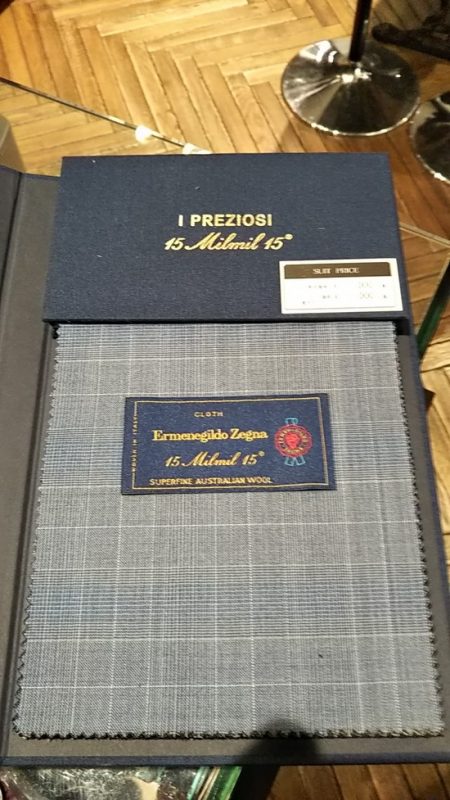 I PREZIOSI
15 Milmil 15®
SUIT PRICE
CLOTH
WOVEN IN ITALY
Ermenegildo Zegna
15 Milmil 15®
SUPERFINE AUSTRALIAN WOOL